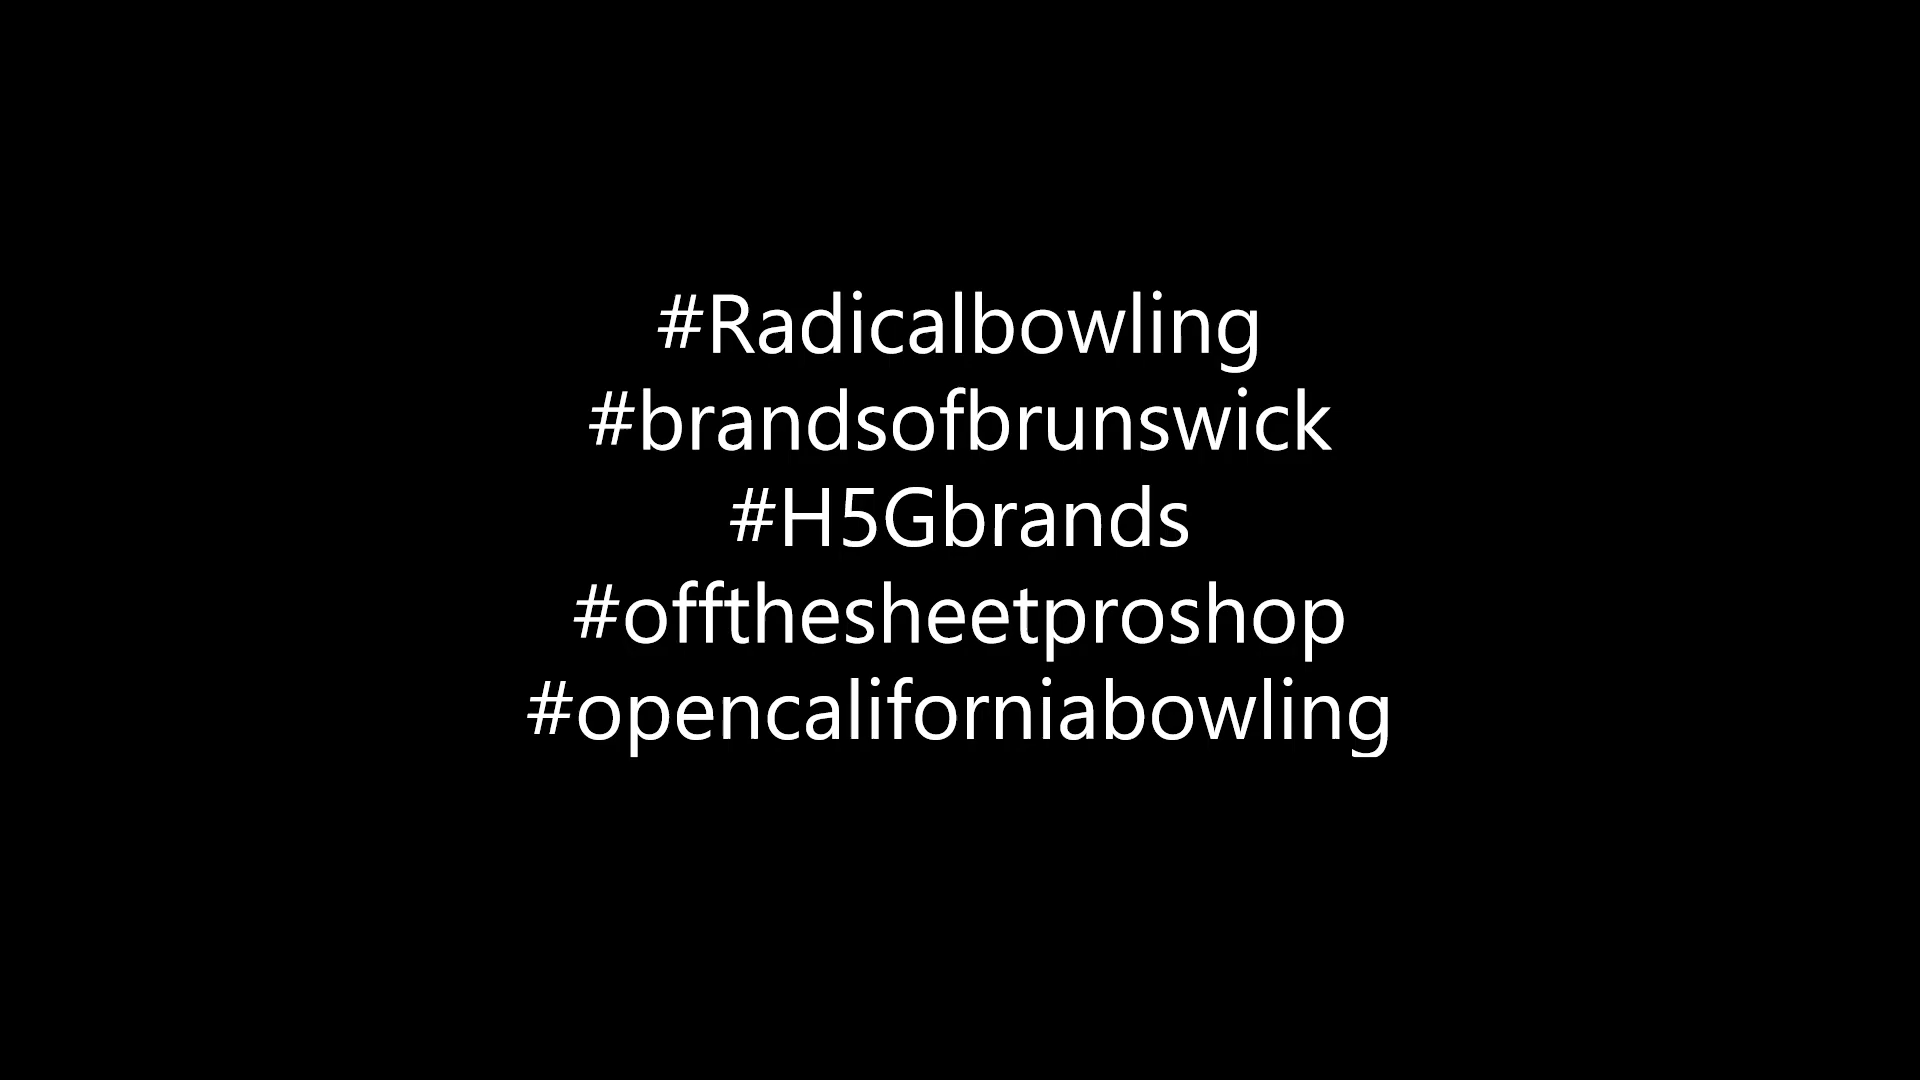 #Radicalbowling
#brandsofbrunswick
#H5Gbrands
#offthesheetproshop
#opencaliforniabowling